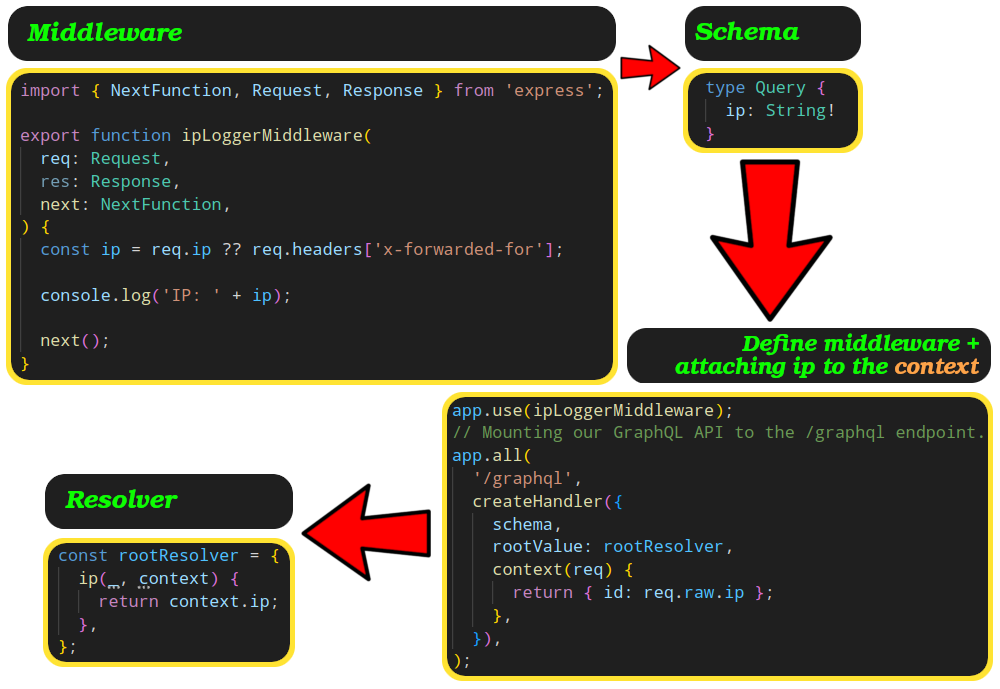 Middleware
import { NextFunction, Request, Response } from 'express';
export function ipLoggerMiddleware(
req: Request,
res: Response,
next: NextFunction,
) {
const ip = req.ip ?? req.headers['x-forwarded-for'];
console.log('IP: ' + ip);
next();
}
Schema
type Query {
ip: String!
}
Define middleware +
attaching ip to the context
app.use(ipLoggerMiddleware);
// Mounting our GraphQL API to the /graphql endpoint.
app.all(
'/graphql',
createHandler({
schema,
rootValue: rootResolver,
context(req) {
return { id: req.raw.ip };
},
}),
);
Resolver
const rootResolver = {
ip(_, context) {
return context.ip;
},
};